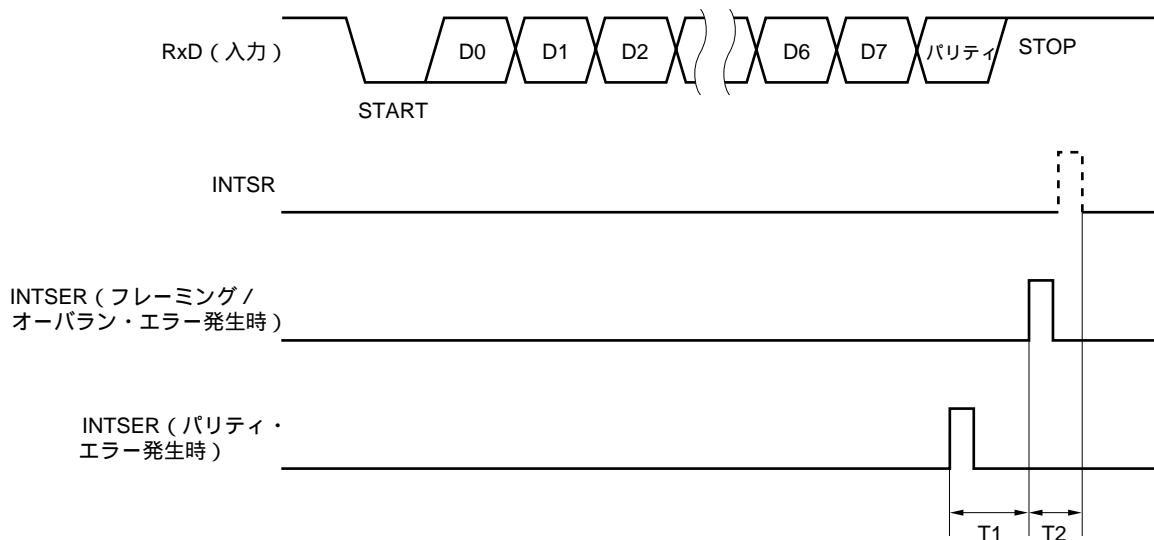 RxD（入力）
D0
D1
D2
D6
D7
パリティ
STOP
START
INTSR
INTSER（フレーミング／
オーバラン・エラー発生時）
INTSER（パリティ・
エラー発生時）
T1
T2